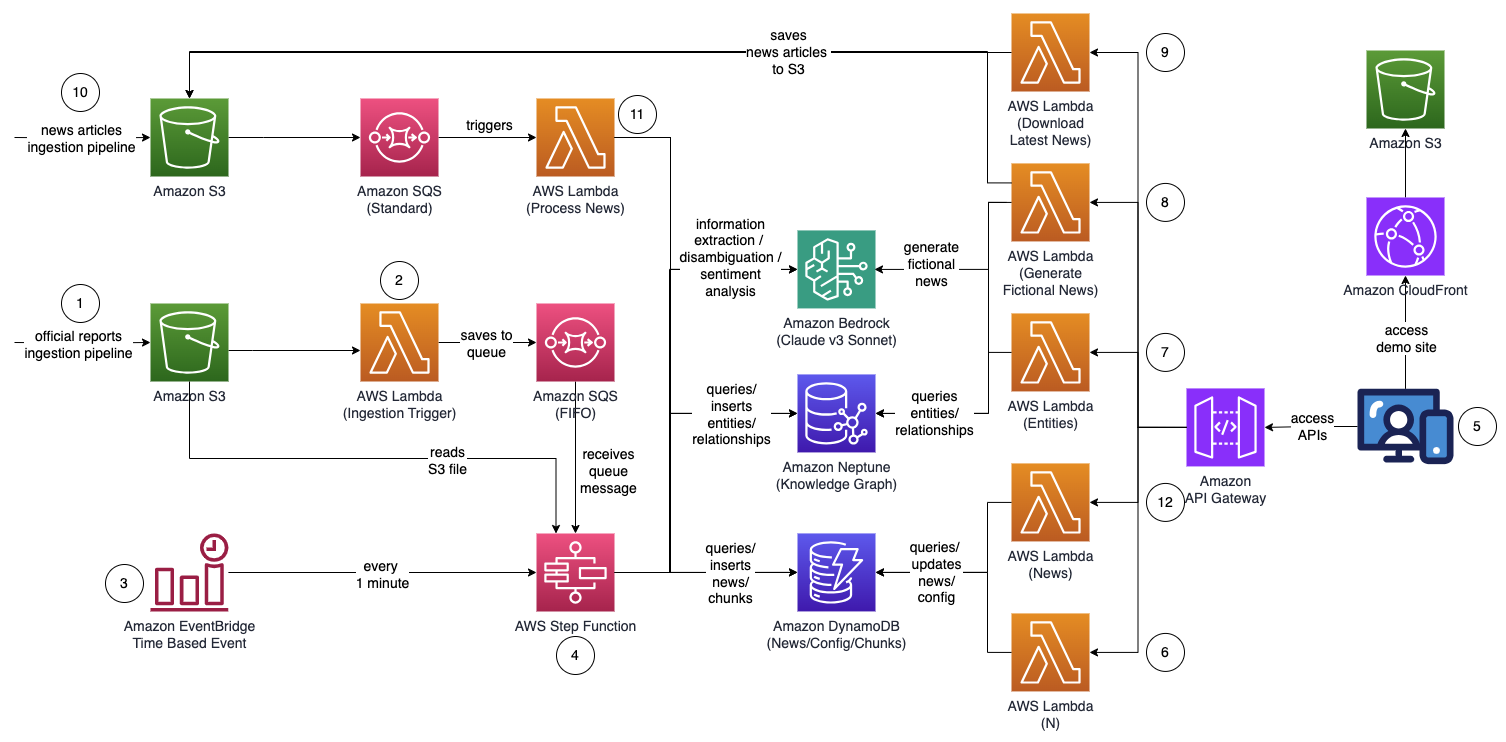 saves
news articles
to S3
9
10
news articles
ingestion pipeline
Amazon S3
Amazon SQS
(Standard)
triggers
AWS Lambda
(Process News)
11
AWS Lambda
(Download
Latest News)
Amazon S3
8
information
extraction /
disambiguation /
sentiment
analysis
Amazon Bedrock
(Claude v3 Sonnet)
generate
fictional
news
AWS Lambda
(Generate
Fictional News)
Amazon CloudFront
access
demo site
1
official reports
ingestion pipeline
Amazon S3
2
AWS Lambda
(Ingestion Trigger)
saves to
queue
Amazon SQS
(FIFO)
7
AWS Lambda
(Entities)
queries/
inserts
entities/
relationships
Amazon Neptune
(Knowledge Graph)
queries
entities/
relationships
access
APIs
5
Amazon
API Gateway
reads
S3 file
receives
queue
message
12
AWS Lambda
(News)
3
Amazon EventBridge
Time Based Event
every
1 minute
AWS Step Function
4
queries/
inserts
news/
chunks
Amazon DynamoDB
(News/Config/Chunks)
queries/
updates
news/
config
6
AWS Lambda
(N)